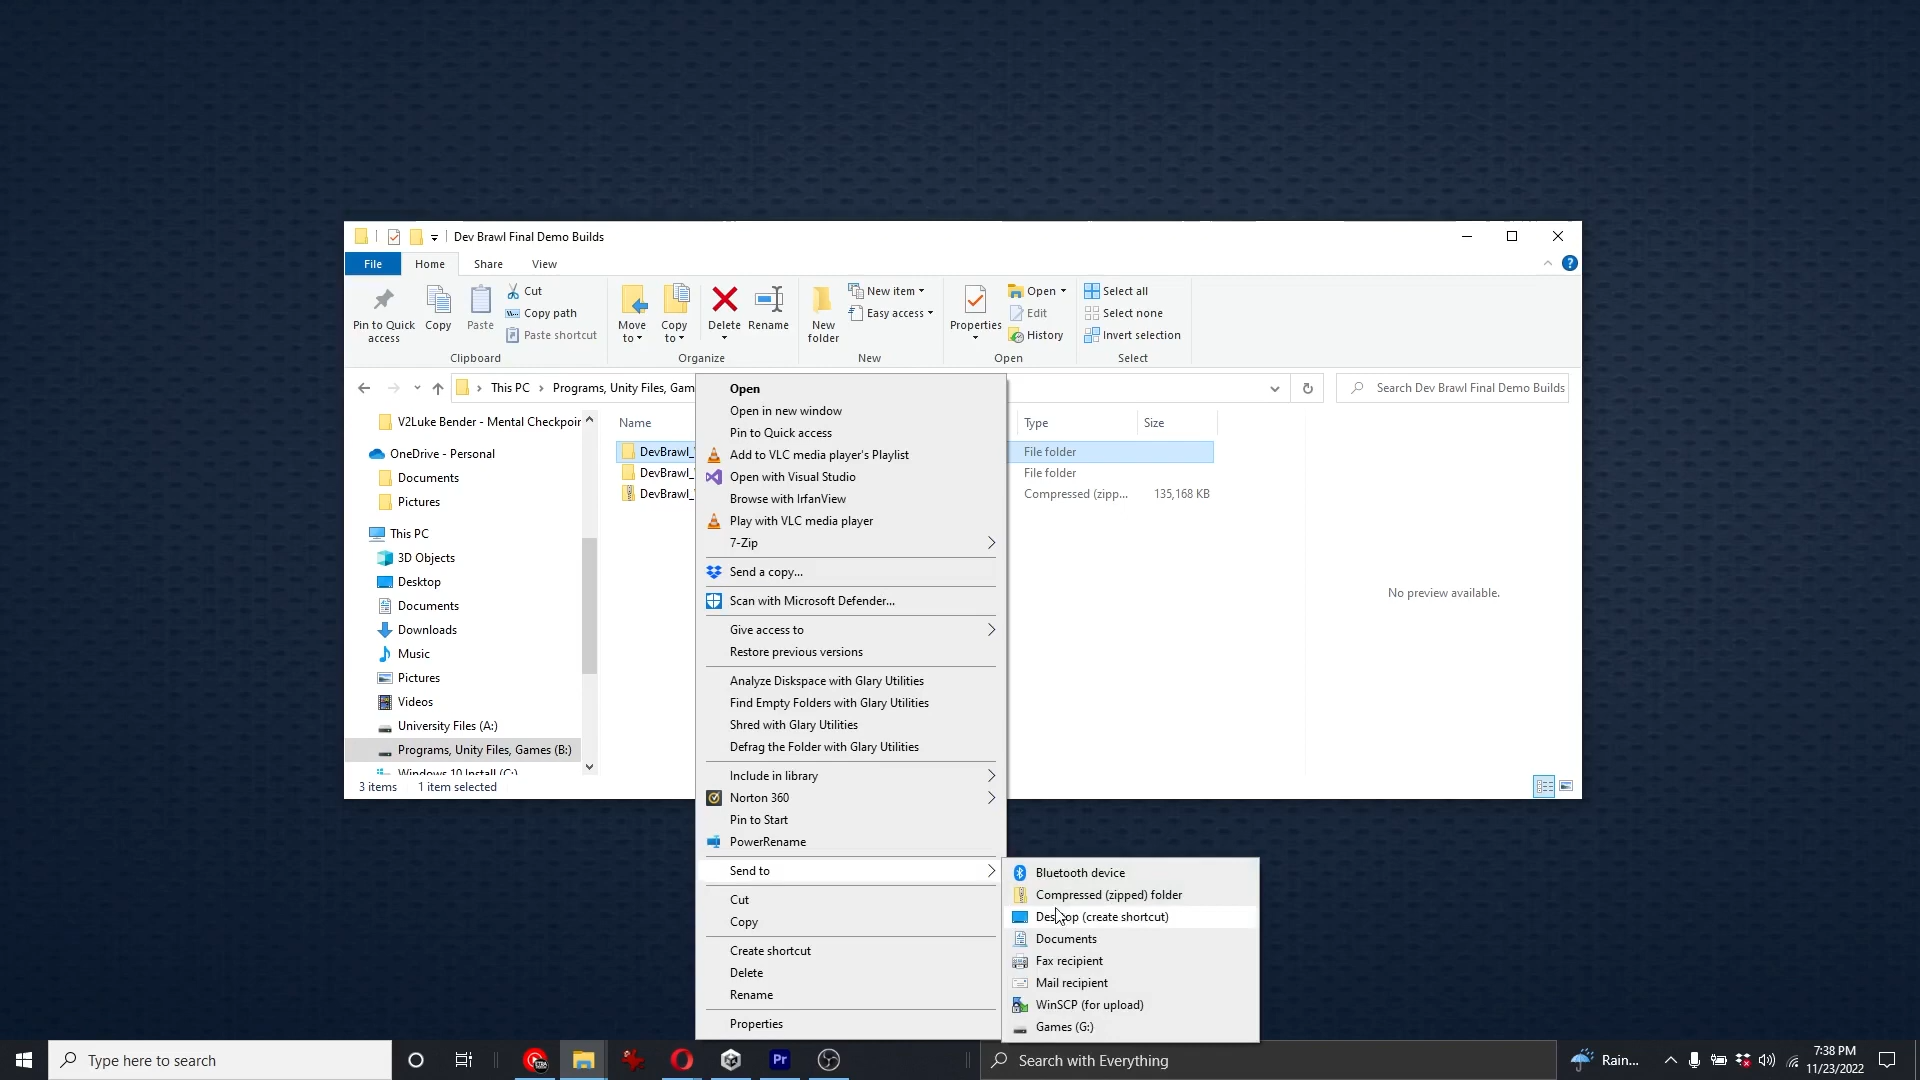 Dev Brawl Final Demo Builds
File
Home
Share
View
Pin to Quick access
Copy
Paste
Cut
Copy path
Paste shortcut
Clipboard
Move to
Copy to
Delete
Rename
Organize
New folder
New item
Easy access
New
Properties
Open
Edit
History
Open
Select all
Select none
Invert selection
Select
This PC
Programs, Unity Files, Gam
Search Dev Brawl Final Demo Builds
V2Luke Bender - Mental Checkpoin
OneDrive - Personal
Documents
Pictures
This PC
3D Objects
Desktop
Documents
Downloads
Music
Pictures
Videos
University Files (A:)
Programs, Unity Files, Games (B:)
Windows 10 Install (C:)
3 items
1 item selected
Name
Type
Size
DevBrawl_
File folder
DevBrawl_
File folder
DevBrawl_
Compressed (zipp...
135,168 KB
No preview available.
Open
Open in new window
Pin to Quick access
Add to VLC media player's Playlist
Open with Visual Studio
Browse with IrfanView
Play with VLC media player
7-Zip
Send a copy...
Scan with Microsoft Defender...
Give access to
Restore previous versions
Analyze Diskspace with Glary Utilities
Find Empty Folders with Glary Utilities
Shred with Glary Utilities
Defrag the Folder with Glary Utilities
Include in library
Norton 360
Pin to Start
PowerRename
Send to
Cut
Copy
Create shortcut
Delete
Rename
Properties
Bluetooth device
Compressed (zipped) folder
Desktop (create shortcut)
Documents
Fax recipient
Mail recipient
WinSCP (for upload)
Games (G:)
Type here to search
Pr
Search with Everything
Rain...
7:38 PM
11/23/2022